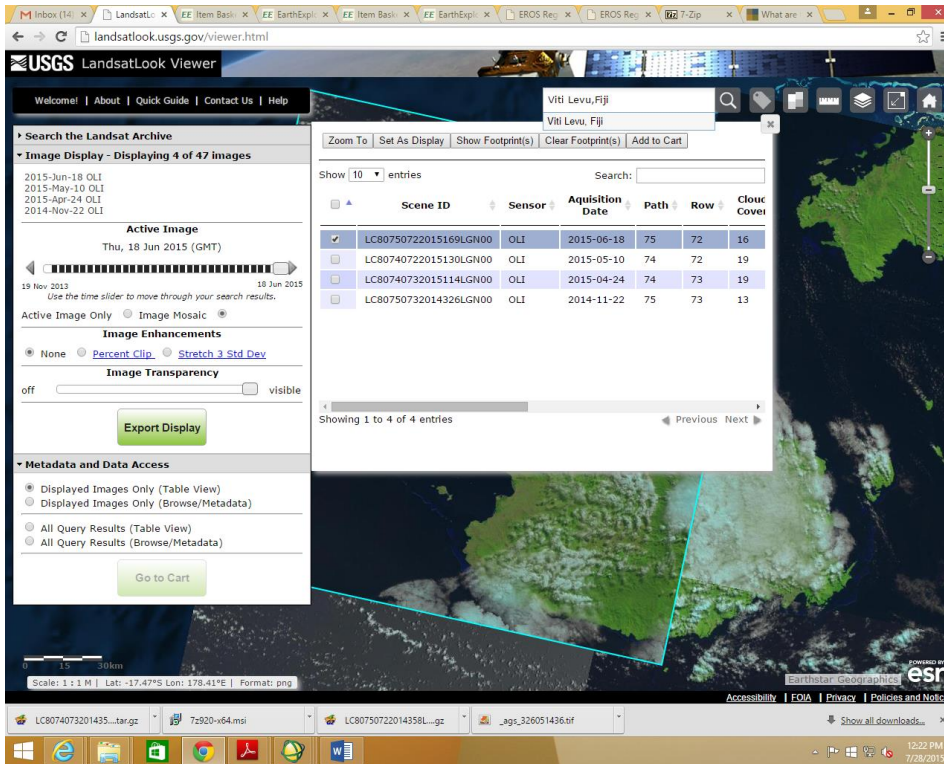 Inbox (14)
LandsatLo
EE Item Bask
EE EarthExpl
EE Item Bask
EE EarthExpl
EROS Reg
EROS Reg
7z 7-Zip
What are
landsatlook.usgs.gov/viewer.html
USGS LandsatLook Viewer
Welcome! | About | Quick Guide | Contact Us | Help
Viti Levu,Fiji
Viti Levu, Fiji
Search the Landsat Archive
Image Display - Displaying 4 of 47 images
2015-Jun-18 OLI
2015-May-10 OLI
2015-Apr-24 OLI
2014-Nov-22 OLI
Active Image
Thu, 18 Jun 2015 (GMT)
19 Nov 2013 18 Jun 2015
Use the time slider to move through your search results.
Active Image Only Image Mosaic
Image Enhancements
None Percent Clip Stretch 3 Std Dev
Image Transparency
off visible
Export Display
Metadata and Data Access
Displayed Images Only (Table View)
Displayed Images Only (Browse/Metadata)
All Query Results (Table View)
All Query Results (Browse/Metadata)
Go to Cart
Zoom To Set As Display Show Footprint(s) Clear Footprint(s) Add to Cart
Show 10 entries Search:
Scene ID Sensor Aquisition Date Path Row Cloud Cover
LC80750722015169LGN00 OLI 2015-06-18 75 72 16
LC80740722015130LGN00 OLI 2015-05-10 74 72 19
LC80740732015114LGN00 OLI 2015-04-24 74 73 19
LC80750732014326LGN00 OLI 2014-11-22 75 73 13
Showing 1 to 4 of 4 entries Previous Next
0 15 30km
Scale: 1 : 1 M | Lat: -17.47°S Lon: 178.41°E | Format: png
POWERED BY
esr
Earthstar Geographics
Accessibility | FOIA | Privacy | Policies and Notic
LC8074073201435....tar.gz
7z920-x64.msi
LC80750722014358L....gz
_ags_326051436.tif
Show all downloads...
12:22 PM
7/28/2015